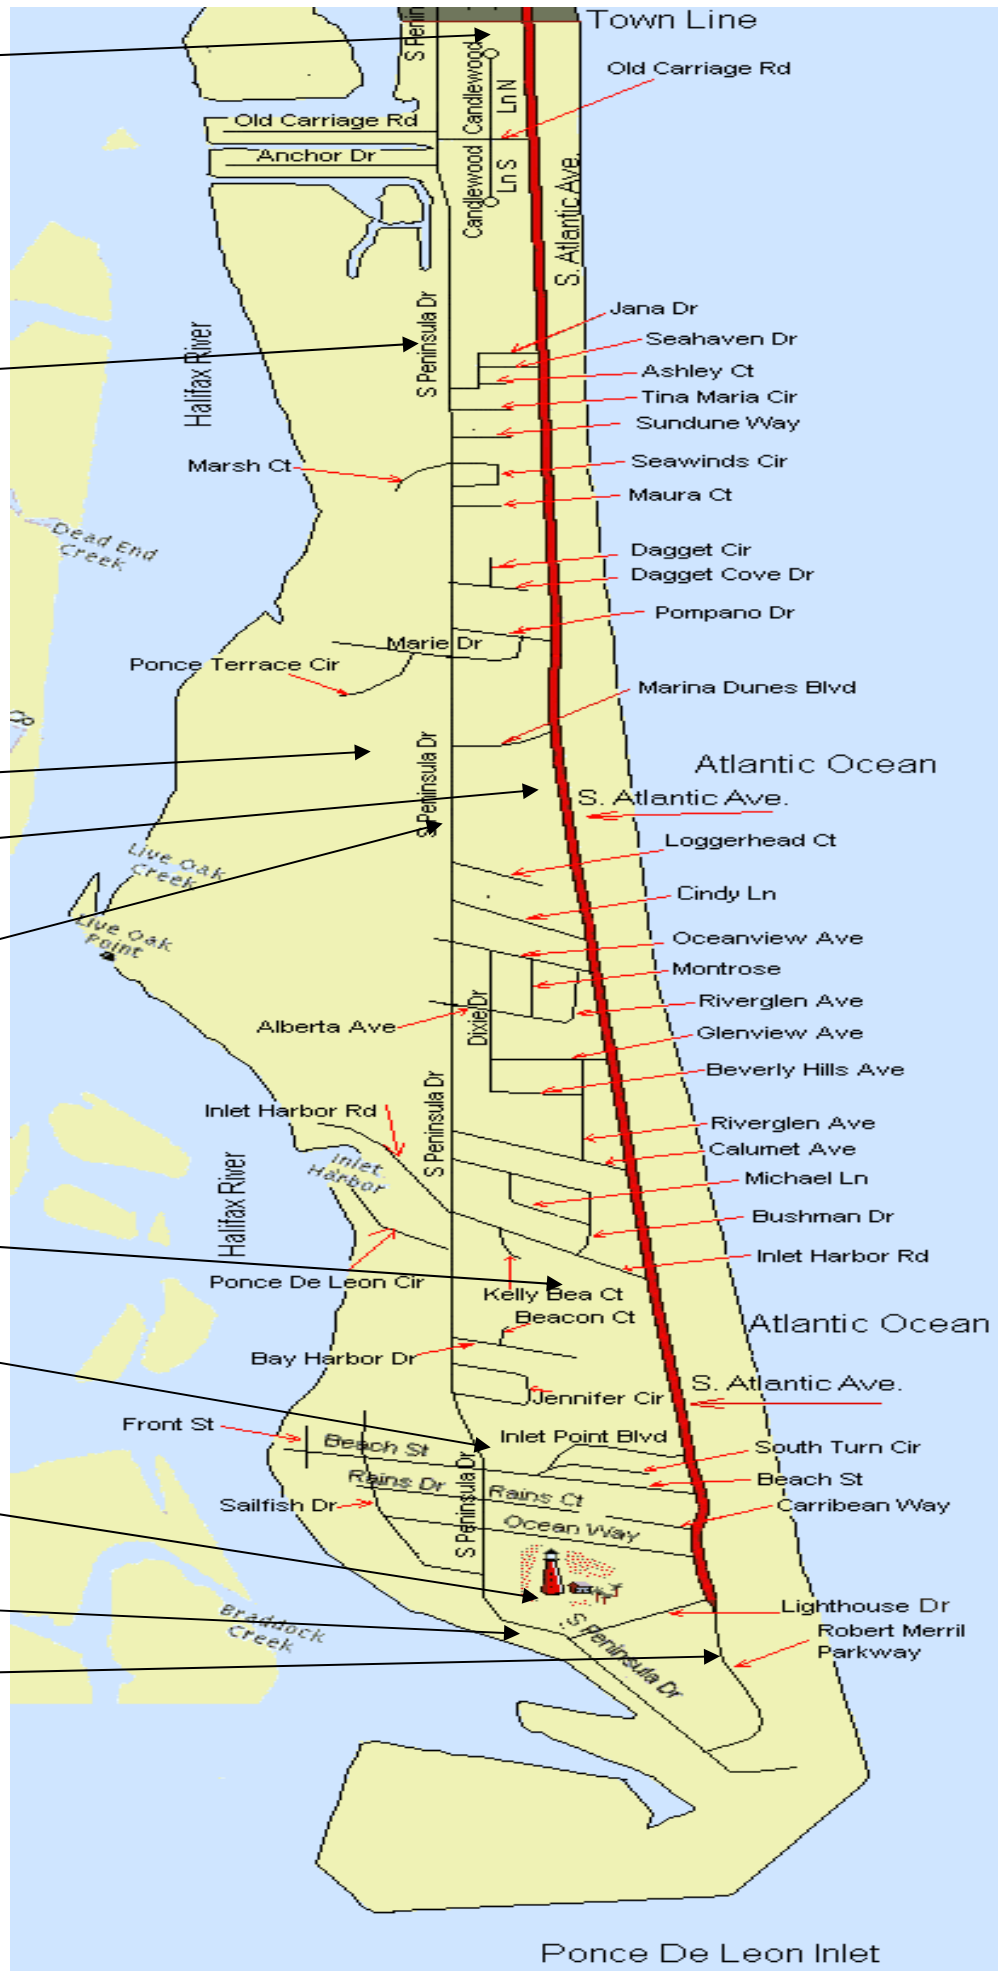 Town Line
S Penin
Candlewood
Ln N
Old Carriage Rd
Old Carriage Rd
Anchor Dr
Candlewood
Ln S
S. Atlantic Ave.
Jana Dr
S Peninsula Dr
Halifax River
Seahaven Dr
Ashley Ct
Tina Maria Cir
Sundune Way
Marsh Ct
Seawinds Cir
Maura Ct
Dead End
Creek
Dagget Cir
Dagget Cove Dr
Pompano Dr
Marie Dr
Ponce Terrace Cir
Marina Dunes Blvd
Co
S Peninsula Dr
Atlantic Ocean
S. Atlantic Ave.
Loggerhead Ct
Live Oak
Creek
Cindy Ln
Live Oak
Point
Oceanview Ave
Montrose
Riverglen Ave
Dixie Dr
Alberta Ave
Glenview Ave
Beverly Hills Ave
Inlet Harbor Rd
S Peninsula Dr
Riverglen Ave
Calumet Ave
Inlet
Harbor
Michael Ln
Halifax River
Bushman Dr
Inlet Harbor Rd
Ponce De Leon Cir
Kelly Bea Ct
Beacon Ct
Atlantic Ocean
Bay Harbor Dr
S. Atlantic Ave.
Jennifer Cir
Front St
Beach St
Inlet Point Blvd
South Turn Cir
Rains Dr
Beach St
Rains Ct
Sailfish Dr
Carribean Way
S Peninsula Dr
Ocean Way
Braddock
Creek
Lighthouse Dr
S Peninsula Dr
Robert Merril
Parkway
Ponce De Leon Inlet